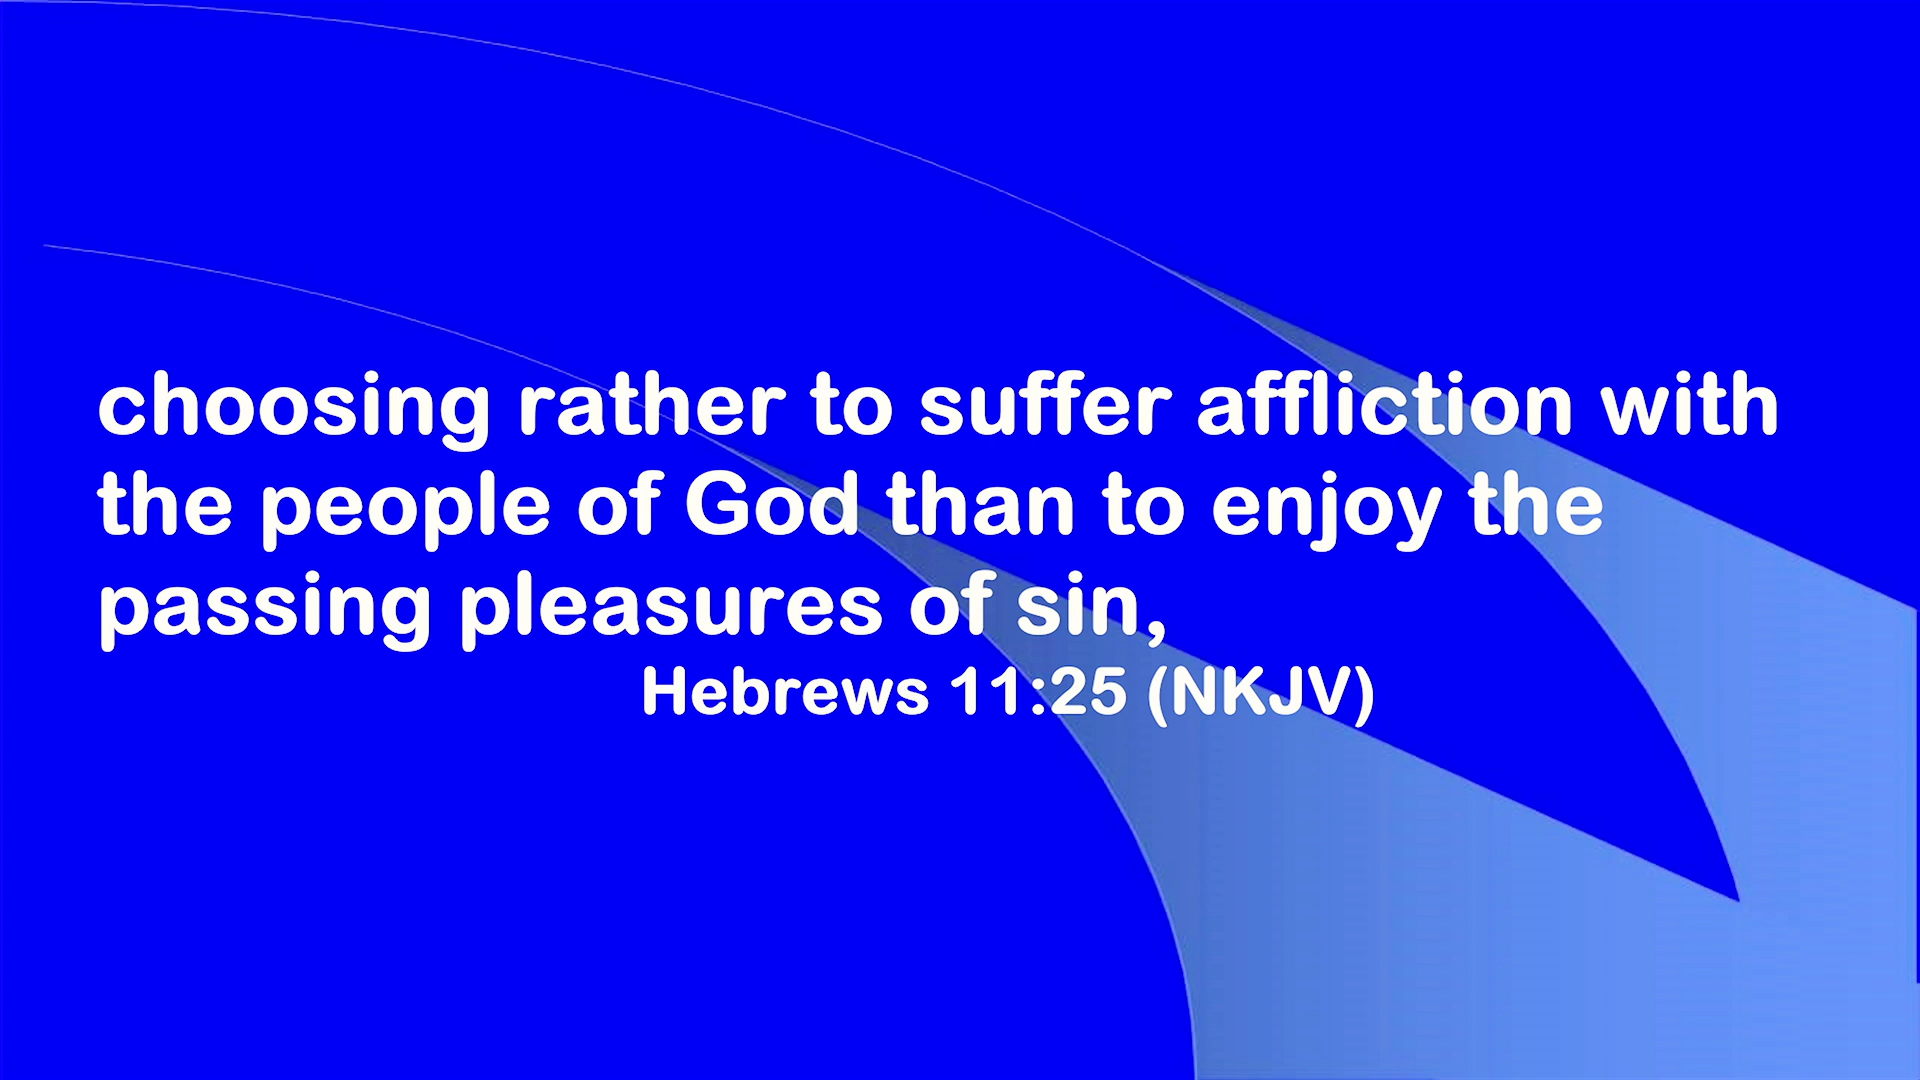 choosing rather to suffer affliction with
the people of God than to enjoy the
passing pleasures of sin,
Hebrews 11:25 (NKJV)